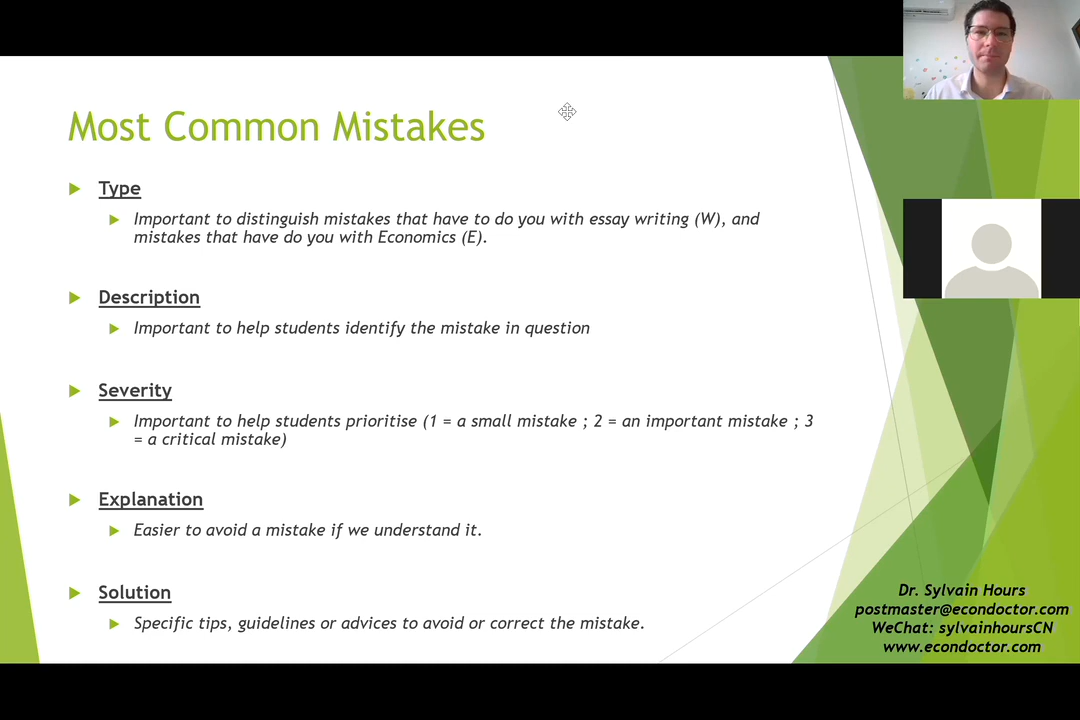 Most Common Mistakes
Type
Important to distinguish mistakes that have to do you with essay writing (W), and
mistakes that have do you with Economics (E).
Description
Important to help students identify the mistake in question
Severity
Important to help students prioritise (1 = a small mistake ; 2 = an important mistake ; 3
= a critical mistake)
Explanation
Easier to avoid a mistake if we understand it.
Solution
Specific tips, guidelines or advices to avoid or correct the mistake.
Dr. Sylvain Hours
postmaster@econdoctor.com
WeChat: sylvainhoursCN
www.econdoctor.com